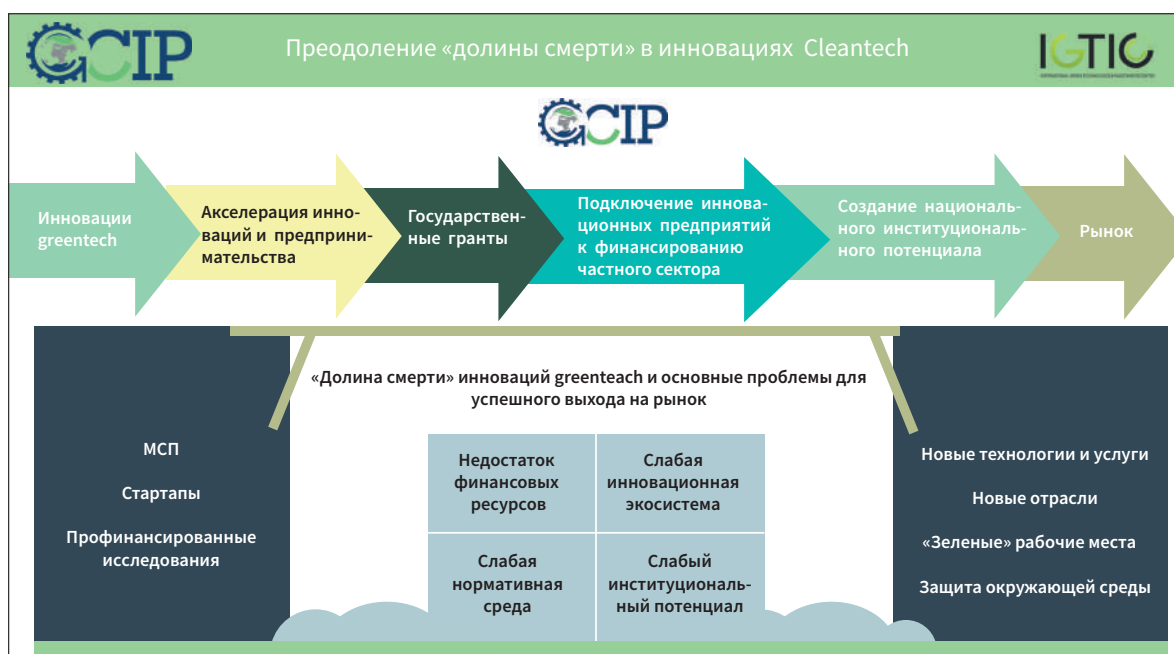 GCIP
Преодоление «долины смерти» в инновациях Cleantech
IGTIC
GCIP
Инновации
greentech
Акселерация инно-
ваций и предприни-
мательства
Государствен-
ные гранты
Подключение иннова-
ционных предприятий
к финансированию
частного сектора
Создание националь-
ного институциональ-
ного потенциала
Рынок
«Долина смерти» инноваций greenteach и основные проблемы для
успешного выхода на рынок
МСП
Стартапы
Профинансированные
исследования
Недостаток
финансовых
ресурсов
Слабая
инновационная
экосистема
Слабая
нормативная
среда
Слабый
институциональ-
ный потенциал
Новые технологии и услуги
Новые отрасли
«Зеленые» рабочие места
Защита окружающей среды